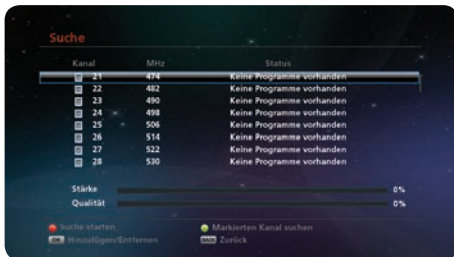 Suche
Kanal MHz Status
21 474 Keine Programme vorhanden
22 482 Keine Programme vorhanden
23 490 Keine Programme vorhanden
24 498 Keine Programme vorhanden
25 506 Keine Programme vorhanden
26 514 Keine Programme vorhanden
27 522 Keine Programme vorhanden
28 530 Keine Programme vorhanden
Stärke 0%
Qualität 0%
Suche starten Markierten Kanal suchen
OK Hinzufügen/Entfernen BACK Zurück